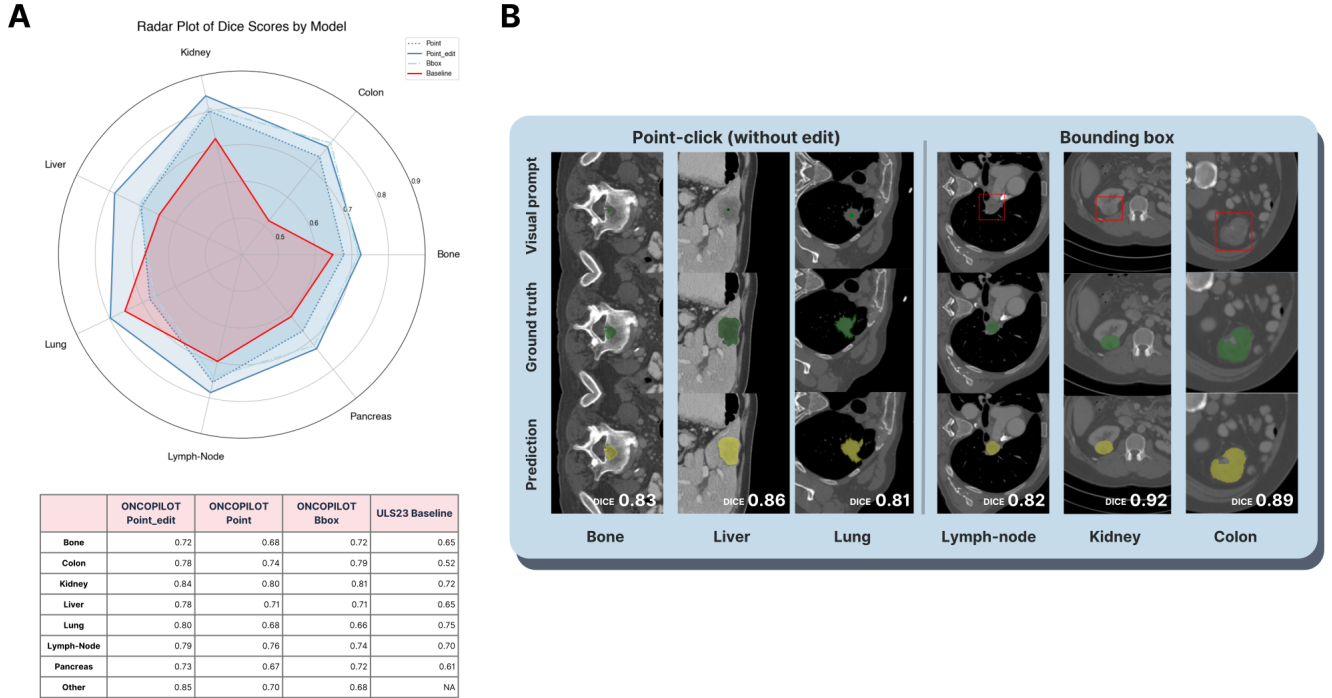 A
Radar Plot of Dice Scores by Model
Point
Point_edit
Bbox
Baseline
Kidney
Colon
Liver
0.9
0.8
0.7
0.6
0.5
Bone
Lung
Pancreas
Lymph-Node
ONCOPILOT Point_edit ONCOPILOT Point ONCOPILOT Bbox ULS23 Baseline
Bone 0.72 0.68 0.72 0.65
Colon 0.78 0.74 0.79 0.52
Kidney 0.84 0.80 0.81 0.72
Liver 0.78 0.71 0.71 0.65
Lung 0.80 0.68 0.66 0.75
Lymph-Node 0.79 0.76 0.74 0.70
Pancreas 0.73 0.67 0.72 0.61
Other 0.85 0.70 0.68 NA
B
Point-click (without edit) Bounding box
Visual prompt
Ground truth
Prediction
DICE 0.83 DICE 0.86 DICE 0.81 DICE 0.82 DICE 0.92 DICE 0.89
Bone Liver Lung Lymph-node Kidney Colon